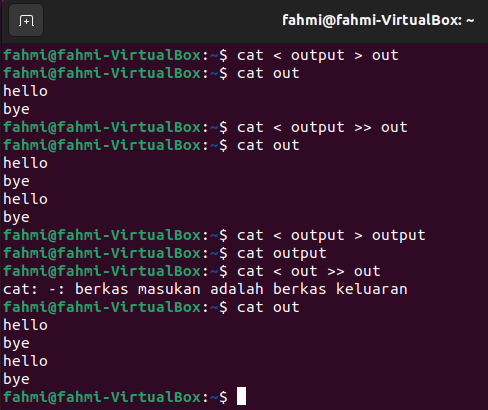 fahmi@fahmi-VirtualBox: ~
fahmi@fahmi-VirtualBox:~$ cat < output > out
fahmi@fahmi-VirtualBox:~$ cat out
hello
bye
fahmi@fahmi-VirtualBox:~$ cat < output >> out
fahmi@fahmi-VirtualBox:~$ cat out
hello
bye
hello
bye
fahmi@fahmi-VirtualBox:~$ cat < output > output
fahmi@fahmi-VirtualBox:~$ cat output
fahmi@fahmi-VirtualBox:~$ cat < out >> out
cat: -: berkas masukan adalah berkas keluaran
fahmi@fahmi-VirtualBox:~$ cat out
hello
bye
hello
bye
fahmi@fahmi-VirtualBox:~$